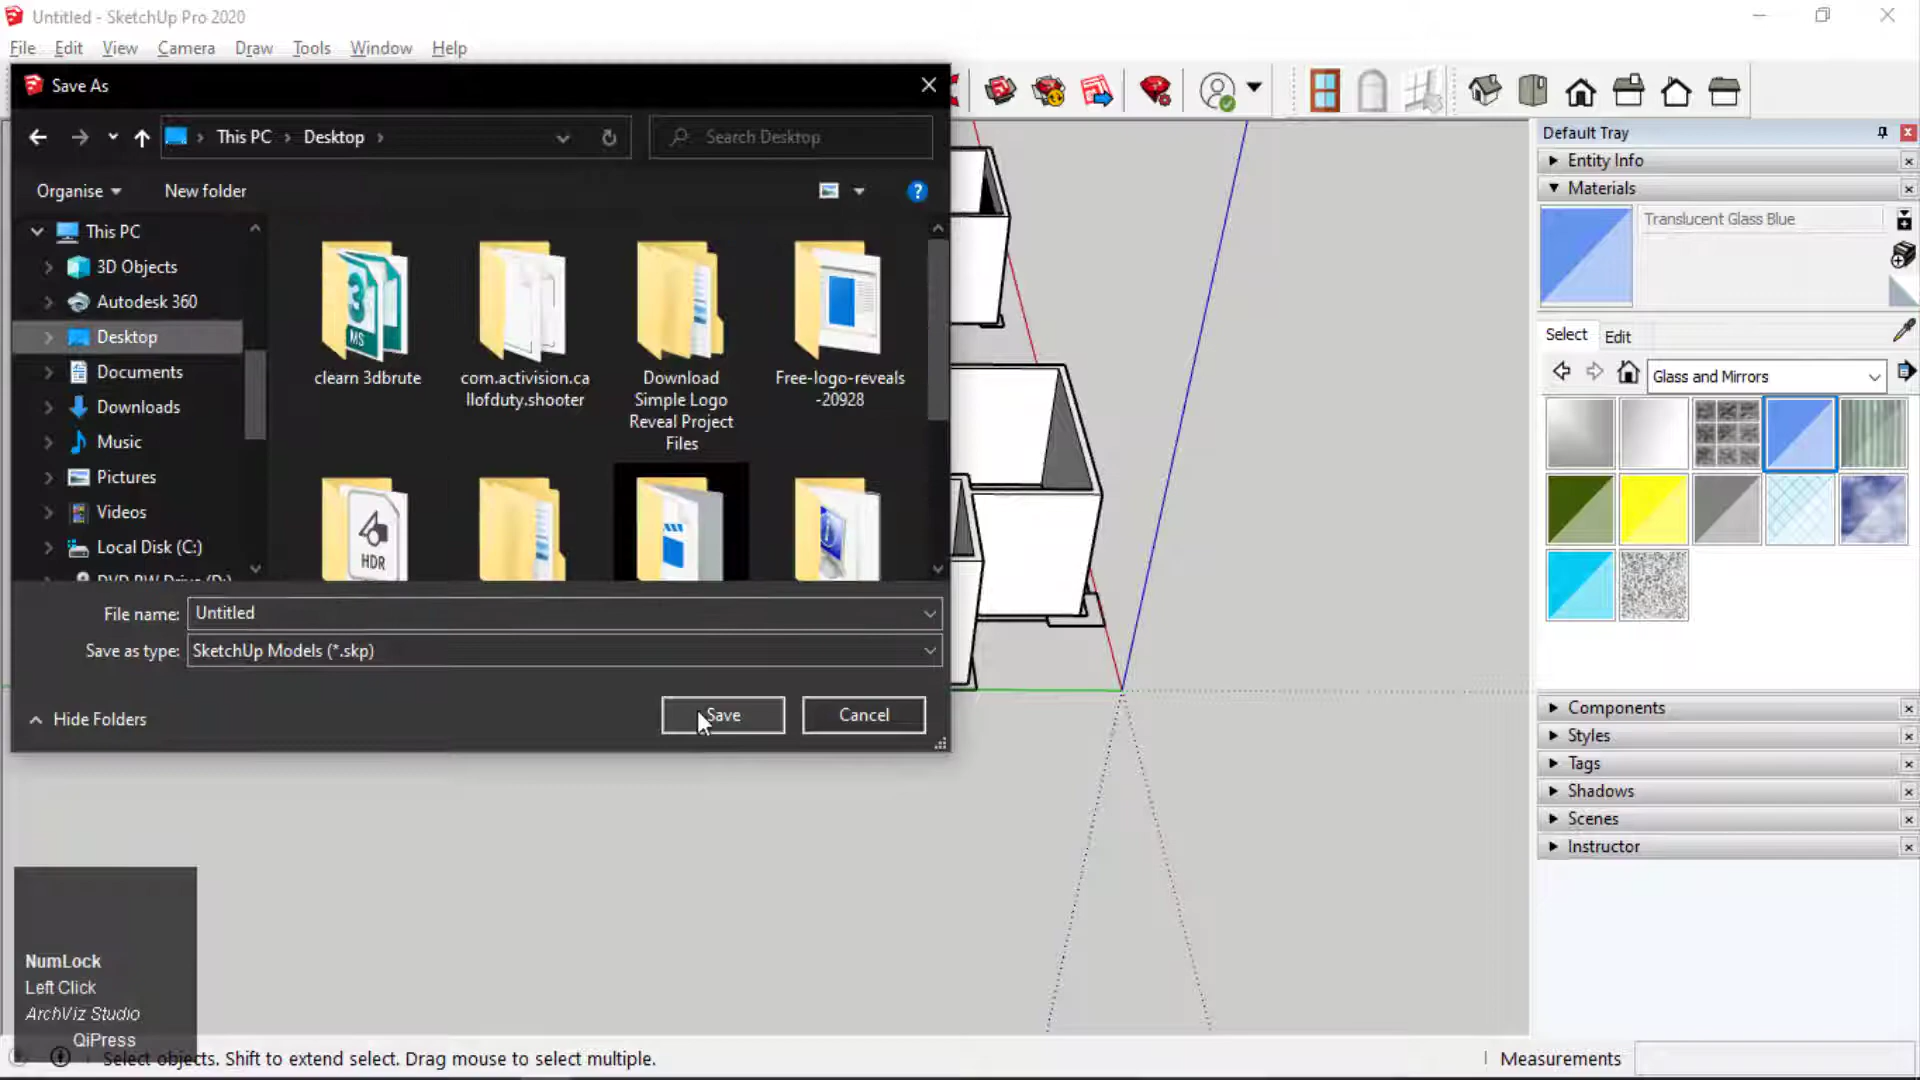 Untitled - SketchUp Pro 2020
File Edit View Camera Draw Tools Window Help
Save As
This PC Desktop
Search Desktop
Organise New folder
This PC
3D Objects
Autodesk 360
Desktop
Documents
Downloads
Music
Pictures
Videos
Local Disk (C:)
DVD RW Drive (D:)
clearn 3dbrute
com.activision.ca
llofduty.shooter
Download
Simple Logo
Reveal Project
Files
Free-logo-reveals
-20928
3
MS
HDR
File name: Untitled
Save as type: SketchUp Models (*.skp)
Hide Folders
Save Cancel
Default Tray
Entity Info
Materials
Translucent Glass Blue
Select Edit
Glass and Mirrors
Components
Styles
Tags
Shadows
Scenes
Instructor
NumLock
Left Click
ArchViz Studio
QiPress
Select objects. Shift to extend select. Drag mouse to select multiple.
Measurements